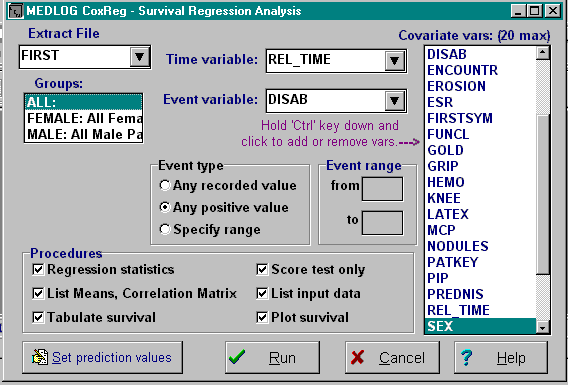 MEDLOG CoxReg - Survival Regression Analysis
Extract File
FIRST
Groups:
ALL:
FEMALE: All Fema
MALE: All Male Pa
Time variable:
REL_TIME
Event variable:
DISAB
Hold 'Ctrl' key down and
click to add or remove vars.--->
Covariate vars: (20 max)
DISAB
ENCOUNTR
EROSION
ESR
FIRSTSYM
FUNCL
GOLD
GRIP
HEMO
KNEE
LATEX
MCP
NODULES
PATKEY
PIP
PREDNIS
REL_TIME
SEX
Event type
Any recorded value
Any positive value
Specify range
Event range
from
to
Procedures
Regression statistics
Score test only
List Means, Correlation Matrix
List input data
Tabulate survival
Plot survival
Set prediction values
Run
Cancel
? Help